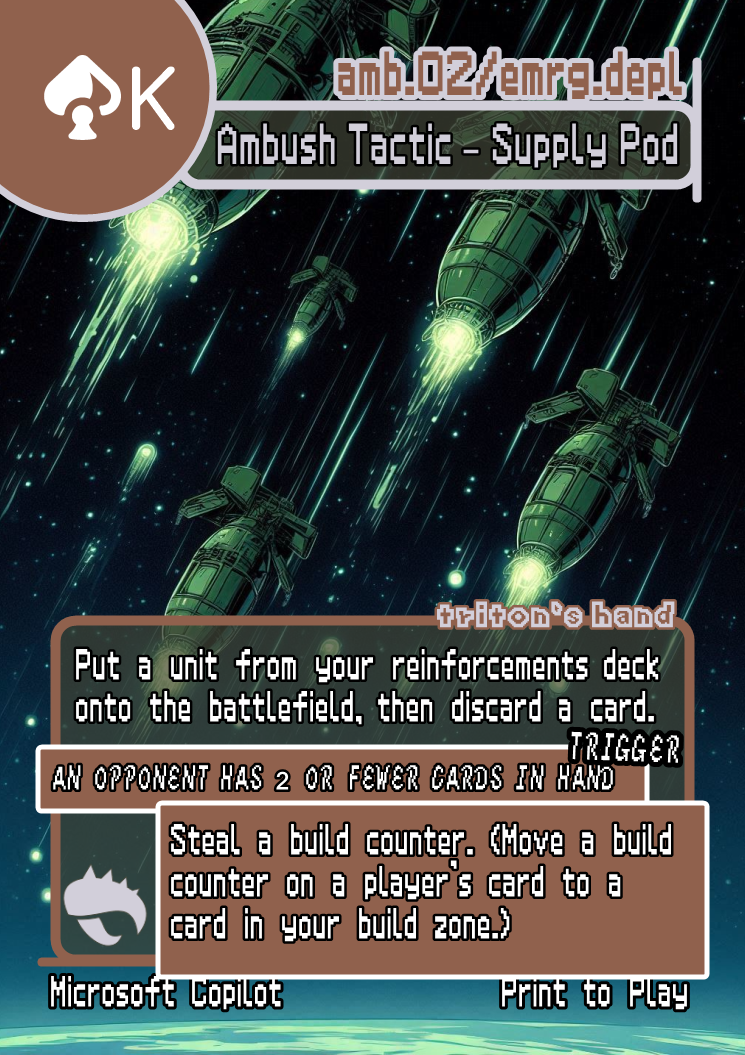 K
amb.02/emrg.depl
Ambush Tactic - Supply Pod
triton's hand
Put a unit from your reinforcements deck
onto the battlefield, then discard a card.
TRIGGER
AN OPPONENT HAS 2 OR FEWER CARDS IN HAND
Steal a build counter. (Move a build
counter on a player's card to a
card in your build zone.)
Microsoft Copilot
Print to Play